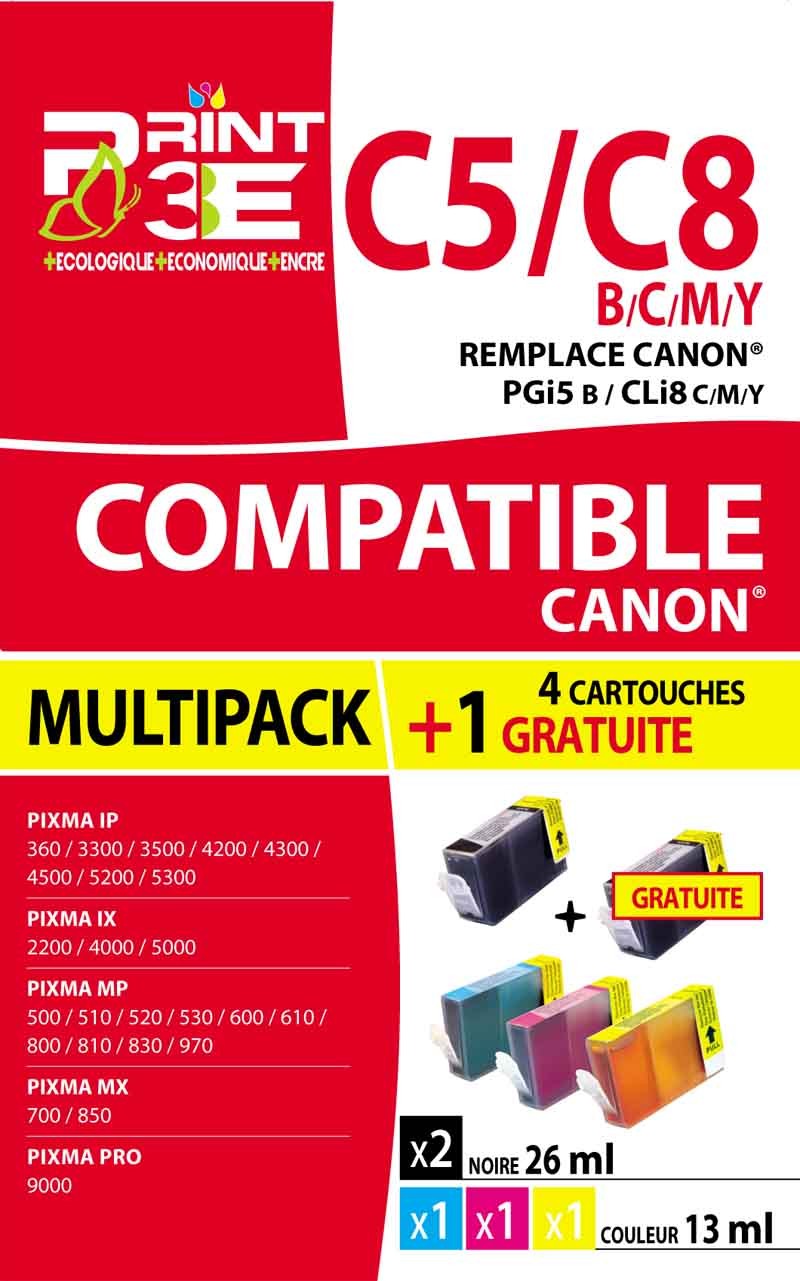 PRINT
3E
+ECOLOGIQUE+ECONOMIQUE+ENCRE
C5/C8
B/C/M/Y
REMPLACE CANON®
PGi5 B / CLi8 C/M/Y
COMPATIBLE
CANON®
MULTIPACK
4 CARTOUCHES
+1 GRATUITE
PIXMA IP
360 / 3300 / 3500 / 4200 / 4300 /
4500 / 5200 / 5300
PIXMA IX
2200 / 4000 / 5000
PIXMA MP
500 / 510 / 520 / 530 / 600 / 610 /
800 / 810 / 830 / 970
PIXMA MX
700 / 850
PIXMA PRO
9000
PULL
GRATUITE
PULL
x2 NOIRE 26 ml
x1 x1 x1 COULEUR 13 ml